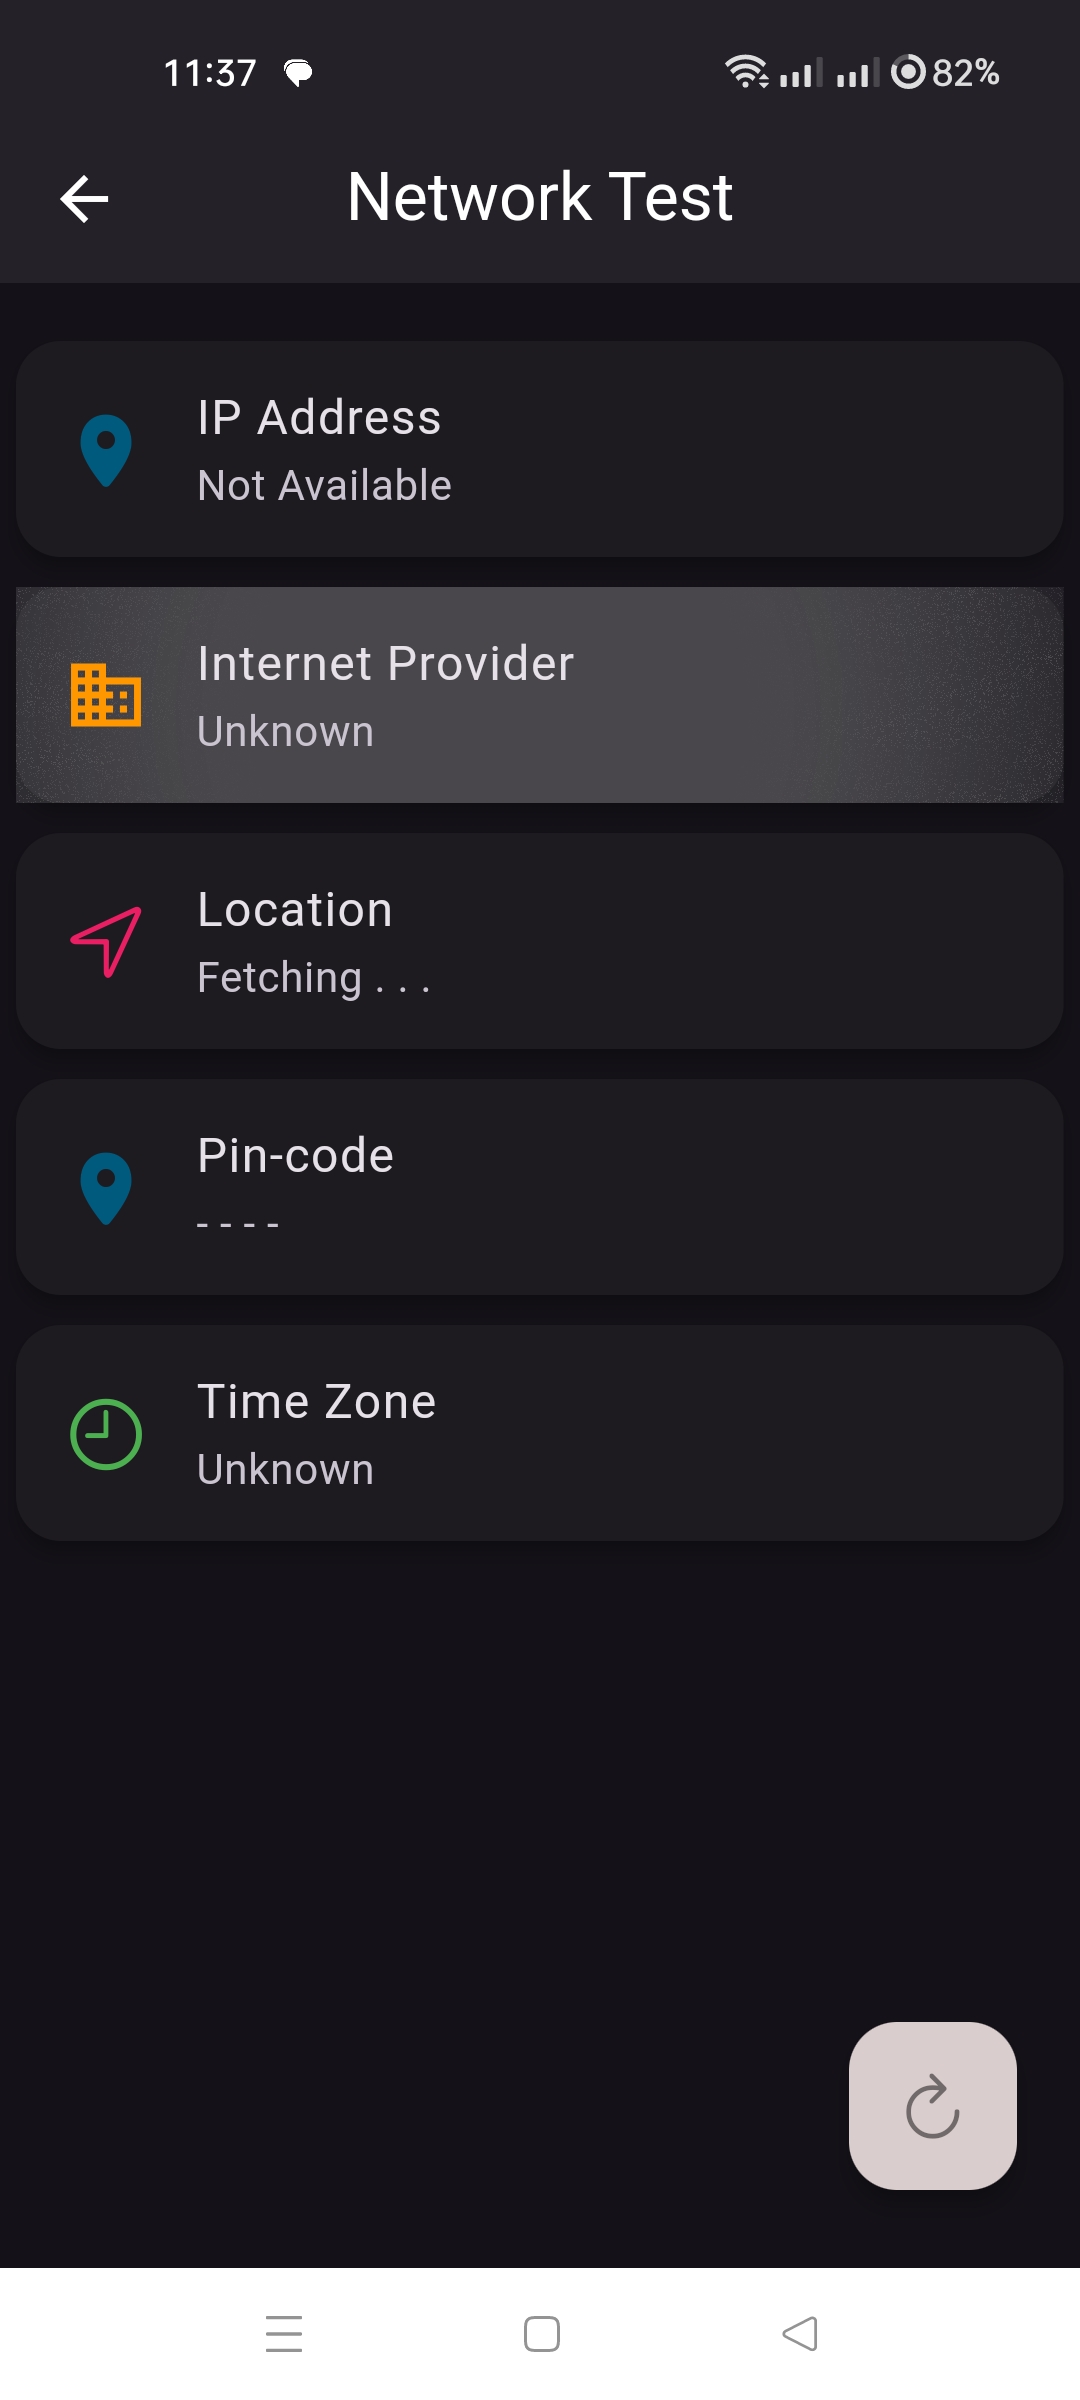 11:37
82%
Network Test
IP Address
Not Available
Internet Provider
Unknown
Location
Fetching . . .
Pin-code
- - - -
Time Zone
Unknown